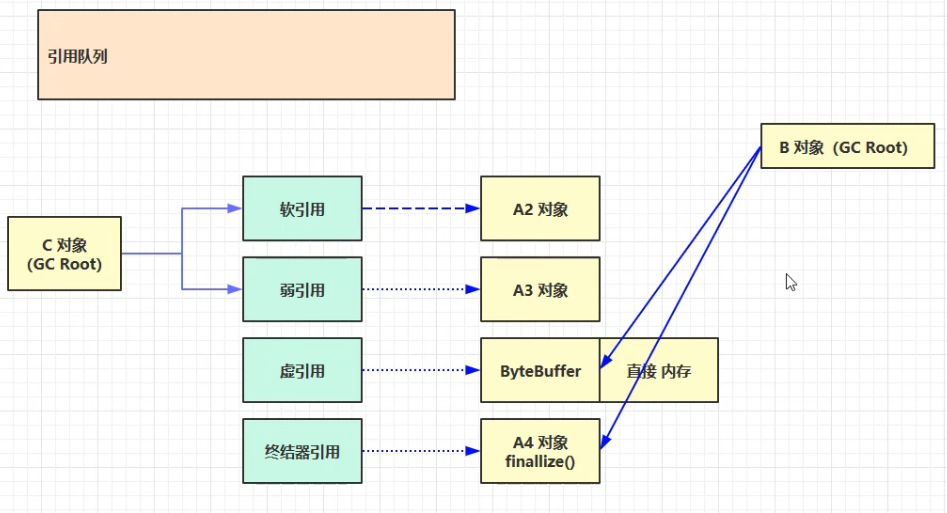 引用队列
B 对象（GC Root）
软引用
A2 对象
C 对象
（GC Root）
弱引用
A3 对象
虚引用
ByteBuffer
直接 内存
终结器引用
A4 对象
finallize()